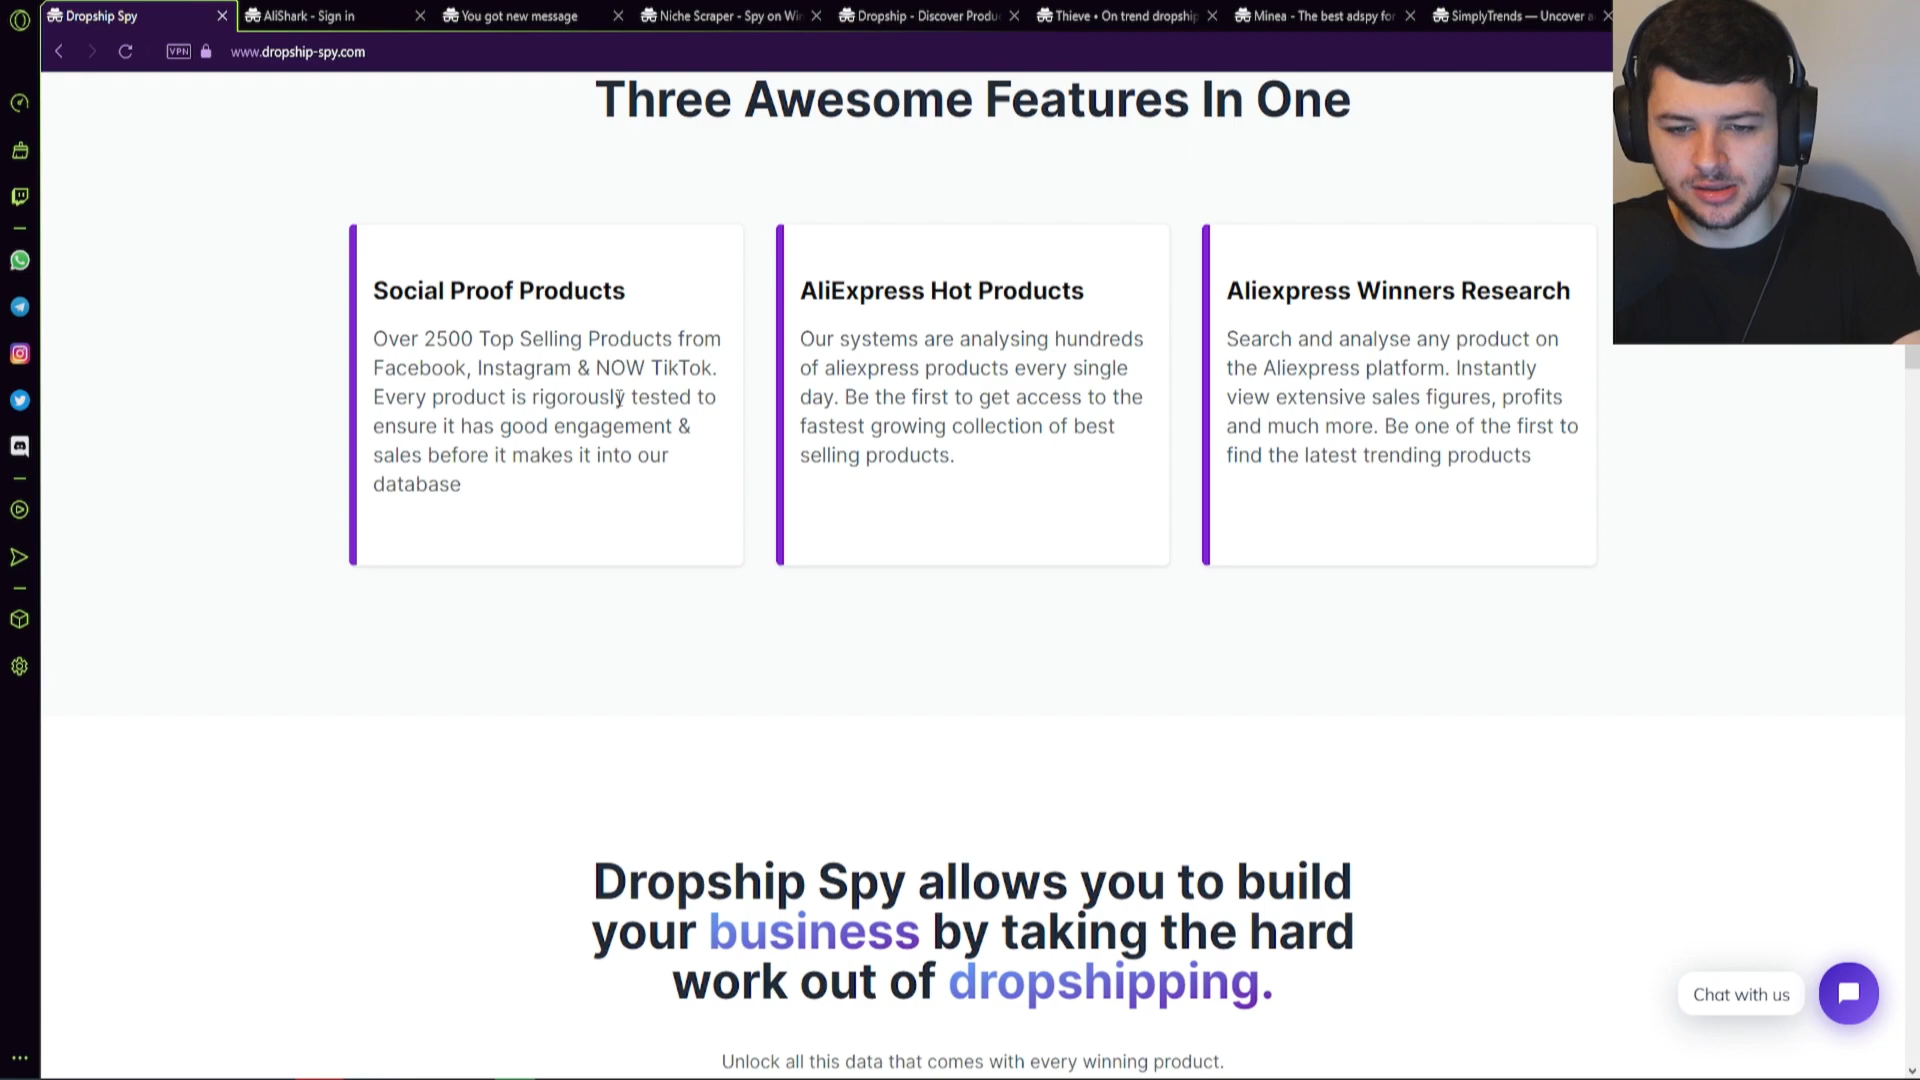 Dropship Spy
AliShark - Sign in
You got new message
Niche Scraper - Spy on Wi
Dropship - Discover Produ
Thieve • On trend dropship
Minea - The best adspy for
SimplyTrends — Uncover
VPN
www.dropship-spy.com
Three Awesome Features In One
Social Proof Products
Over 2500 Top Selling Products from
Facebook, Instagram & NOW TikTok.
Every product is rigorously tested to
ensure it has good engagement &
sales before it makes it into our
database
AliExpress Hot Products
Our systems are analysing hundreds
of aliexpress products every single
day. Be the first to get access to the
fastest growing collection of best
selling products.
Aliexpress Winners Research
Search and analyse any product on
the Aliexpress platform. Instantly
view extensive sales figures, profits
and much more. Be one of the first to
find the latest trending products
Dropship Spy allows you to build
your business by taking the hard
work out of dropshipping.
Unlock all this data that comes with every winning product.
Chat with us